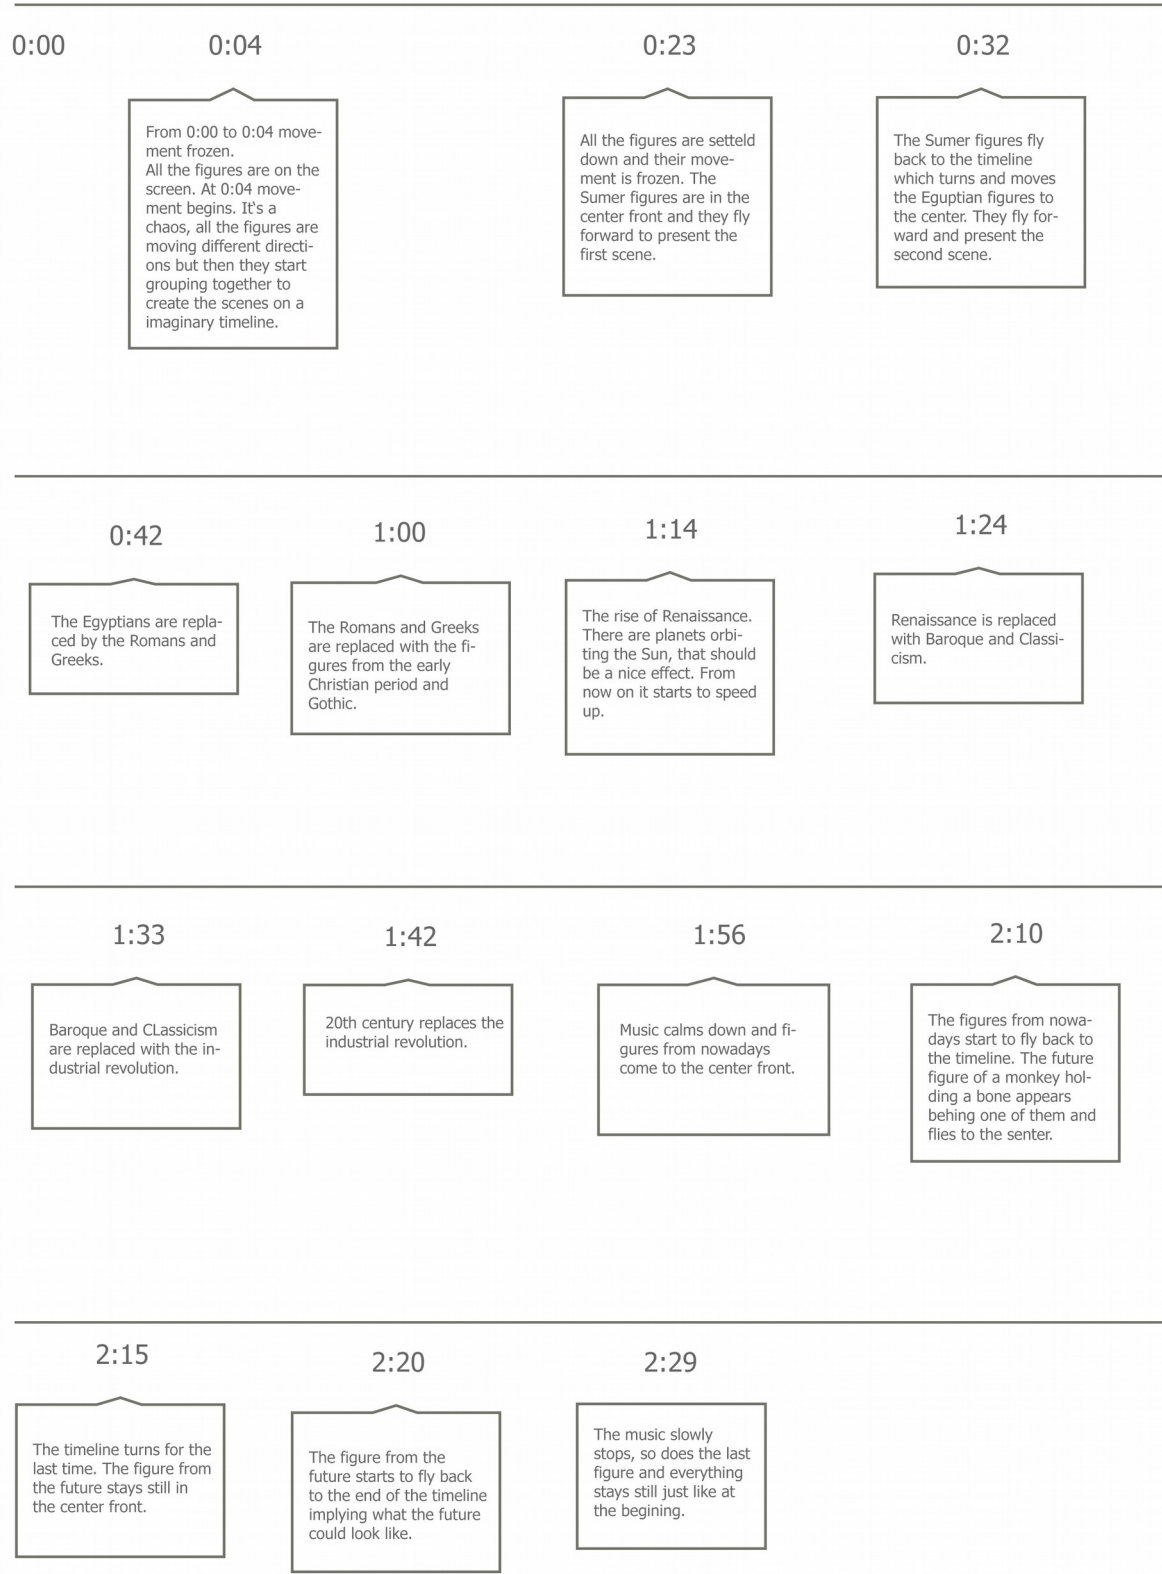 0:00
0:04
0:23
0:32
From 0:00 to 0:04 move-
ment frozen.
All the figures are on the
screen. At 0:04 move-
ment begins. It's a
chaos, all the figures are
moving different directi-
ons but then they start
grouping together to
create the scenes on a
imaginary timeline.
All the figures are setteld
down and their move-
ment is frozen. The
Sumer figures are in the
center front and they fly
forward to present the
first scene.
The Sumer figures fly
back to the timeline
which turns and moves
the Eguptian figures to
the center. They fly for-
ward and present the
second scene.
0:42
1:00
1:14
1:24
The Egyptians are repla-
ced by the Romans and
Greeks.
The Romans and Greeks
are replaced with the fi-
gures from the early
Christian period and
Gothic.
The rise of Renaissance.
There are planets orbi-
ting the Sun, that should
be a nice effect. From
now on it starts to speed
up.
Renaissance is replaced
with Baroque and Classi-
cism.
1:33
1:42
1:56
2:10
Baroque and CLassicism
are replaced with the in-
dustrial revolution.
20th century replaces the
industrial revolution.
Music calms down and fi-
gures from nowadays
come to the center front.
The figures from nowa-
days start to fly back to
the timeline. The future
figure of a monkey hol-
ding a bone appears
behing one of them and
flies to the senter.
2:15
2:20
2:29
The timeline turns for the
last time. The figure from
the future stays still in
the center front.
The figure from the
future starts to fly back
to the end of the timeline
implying what the future
could look like.
The music slowly
stops, so does the last
figure and everything
stays still just like at
the begining.